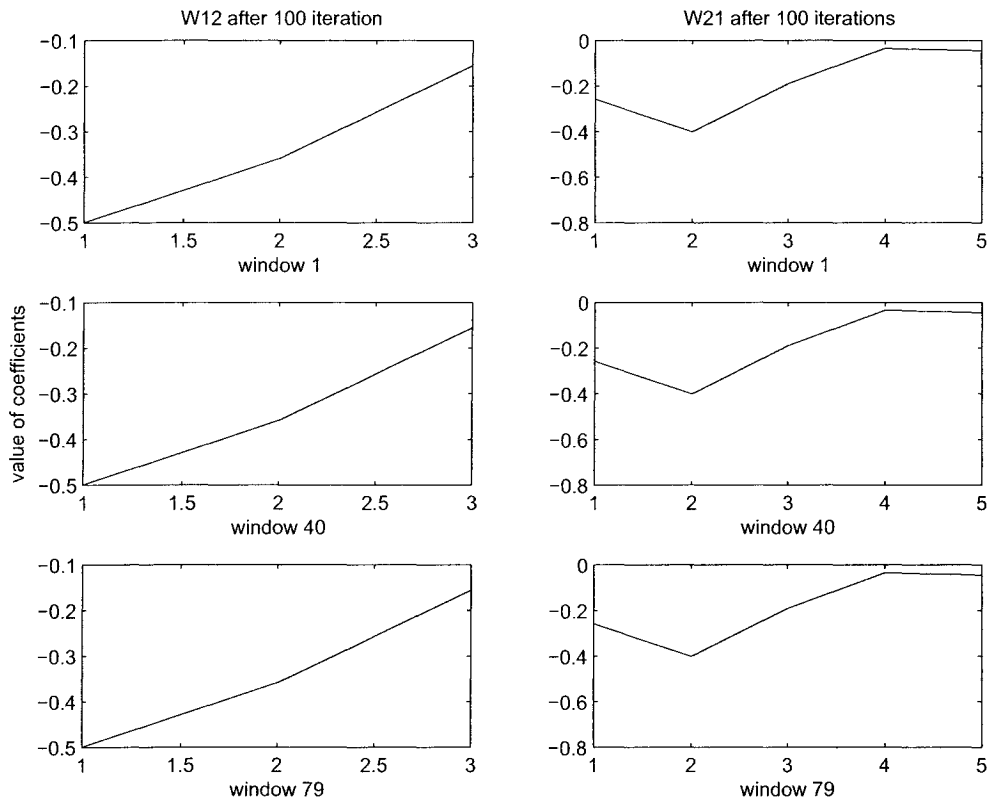 W12 after 100 iteration
−0.1
−0.2
−0.3
−0.4
−0.5
1 1.5 2 2.5 3
window 1
W21 after 100 iterations
0
−0.2
−0.4
−0.6
−0.8
1 2 3 4 5
window 1
value of coefficients
−0.1
−0.2
−0.3
−0.4
−0.5
1 1.5 2 2.5 3
window 40
0
−0.2
−0.4
−0.6
−0.8
1 2 3 4 5
window 40
−0.1
−0.2
−0.3
−0.4
−0.5
1 1.5 2 2.5 3
window 79
0
−0.2
−0.4
−0.6
−0.8
1 2 3 4 5
window 79